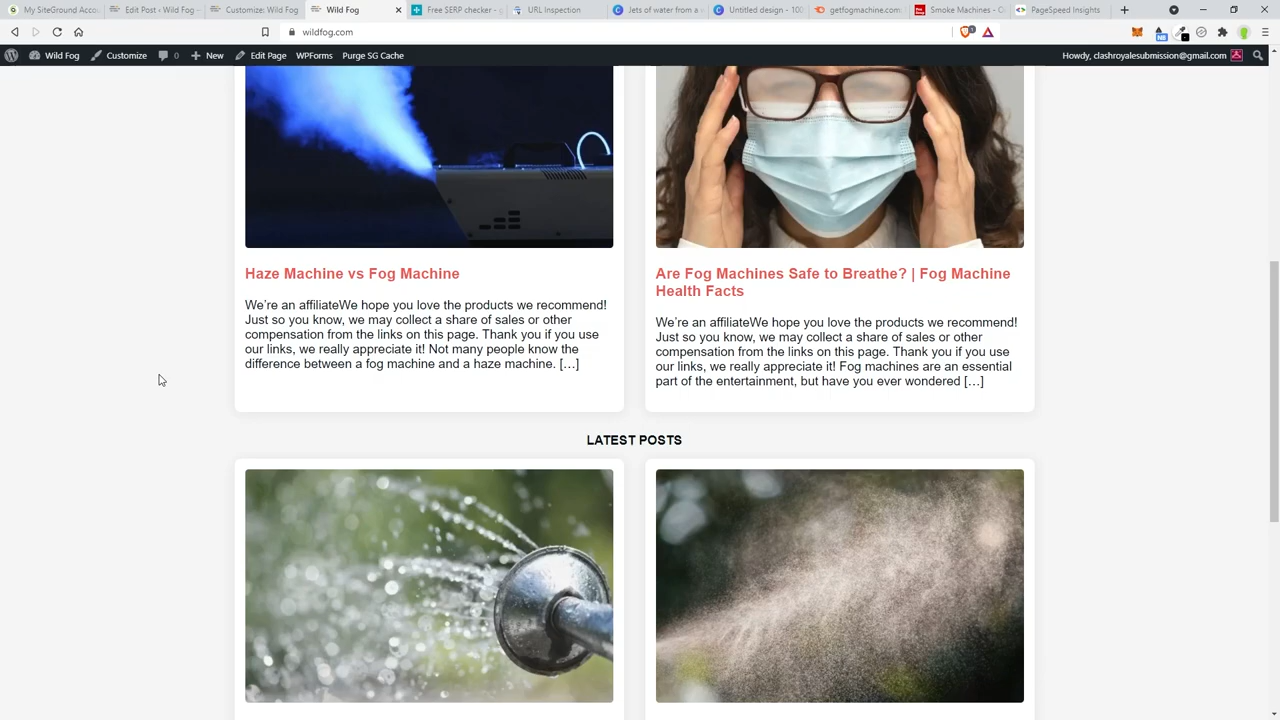 My SiteGround Acco
Edit Post ‹ Wild Fog –
Customize: Wild Fog
Wild Fog
Free SERP checker -
URL Inspection
Jets of water from a
Untitled design - 100
getfogmachine.com
Smoke Machines -
PageSpeed Insights
wildfog.com
Wild Fog
Customize
0
New
Edit Page
WPForms
Purge SG Cache
Howdy, clashroyalesubmission@gmail.com
Haze Machine vs Fog Machine
We're an affiliateWe hope you love the products we recommend!
Just so you know, we may collect a share of sales or other
compensation from the links on this page. Thank you if you use
our links, we really appreciate it! Not many people know the
difference between a fog machine and a haze machine. […]
Are Fog Machines Safe to Breathe? | Fog Machine
Health Facts
We're an affiliateWe hope you love the products we recommend!
Just so you know, we may collect a share of sales or other
compensation from the links on this page. Thank you if you use
our links, we really appreciate it! Fog machines are an essential
part of the entertainment, but have you ever wondered […]
LATEST POSTS